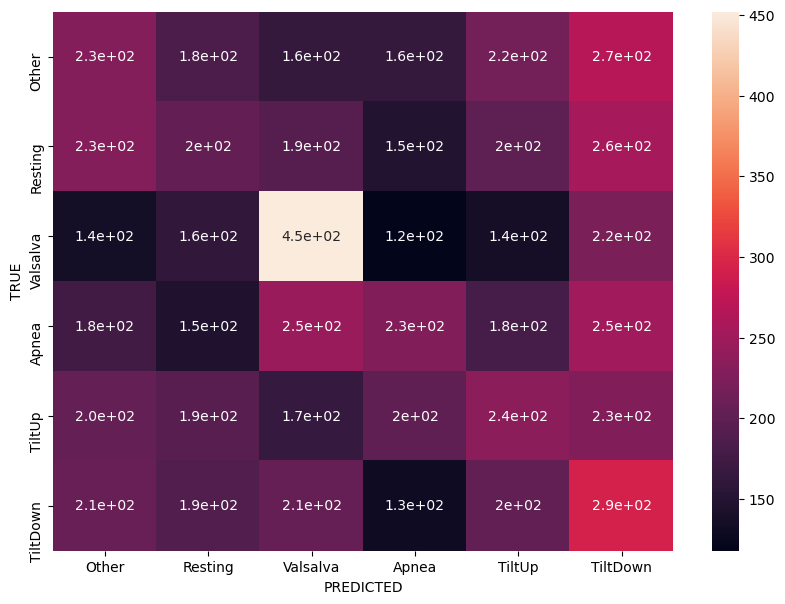 Other 2.3e+02 1.8e+02 1.6e+02 1.6e+02 2.2e+02 2.7e+02
Resting 2.3e+02 2e+02 1.9e+02 1.5e+02 2e+02 2.6e+02
Valsalva 1.4e+02 1.6e+02 4.5e+02 1.2e+02 1.4e+02 2.2e+02
Apnea 1.8e+02 1.5e+02 2.5e+02 2.3e+02 1.8e+02 2.5e+02
TiltUp 2.0e+02 1.9e+02 1.7e+02 2e+02 2.4e+02 2.3e+02
TiltDown 2.1e+02 1.9e+02 2.1e+02 1.3e+02 2e+02 2.9e+02
TRUE
Other Resting Valsalva Apnea TiltUp TiltDown
PREDICTED
450
400
350
300
250
200
150